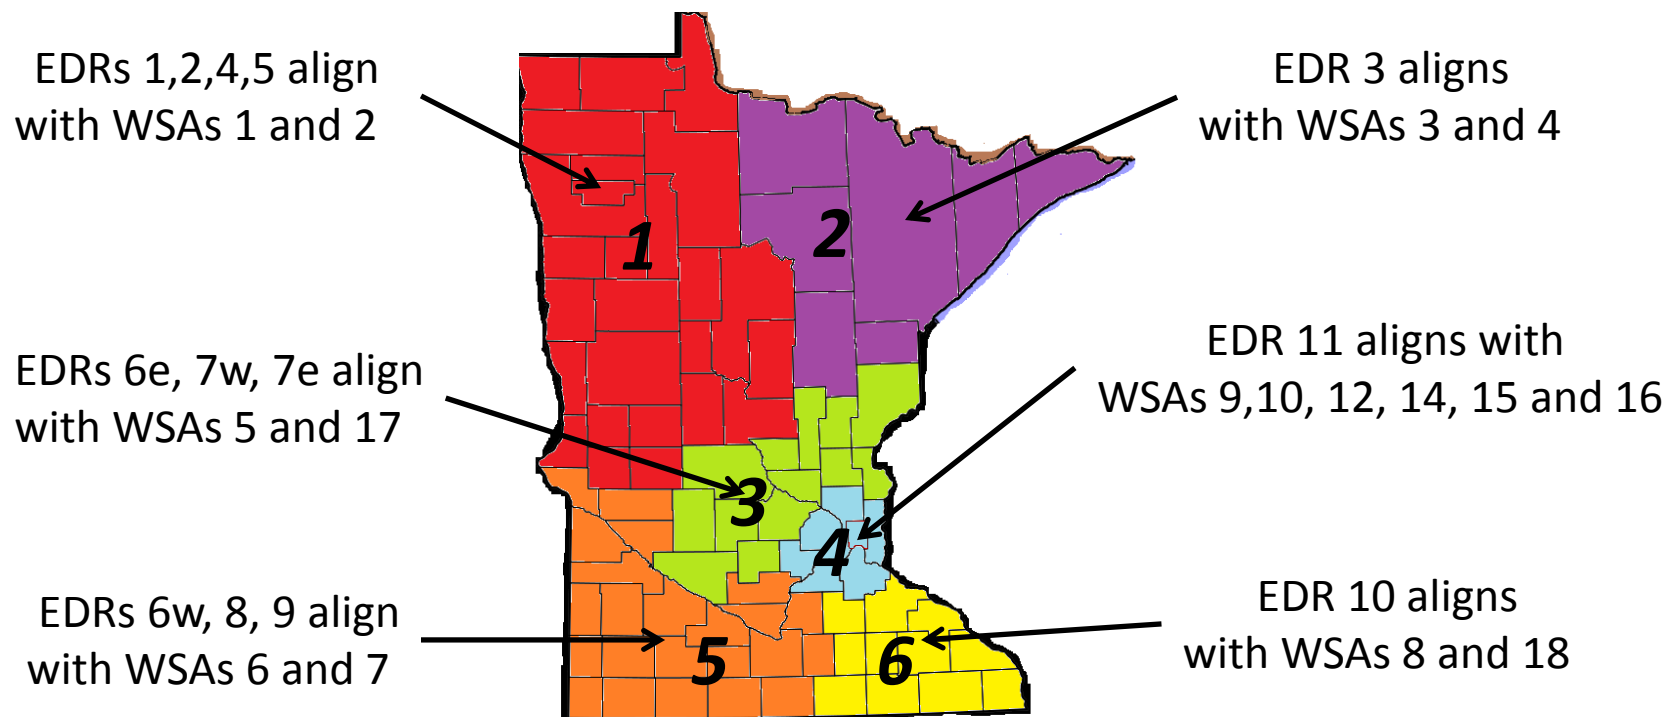 EDRs 1,2,4,5 align
with WSAs 1 and 2
EDR 3 aligns
with WSAs 3 and 4
1
2
EDRs 6e, 7w, 7e align
with WSAs 5 and 17
EDR 11 aligns with
WSAs 9,10, 12, 14, 15 and 16
3
4
EDRs 6w, 8, 9 align
with WSAs 6 and 7
EDR 10 aligns
with WSAs 8 and 18
5
6